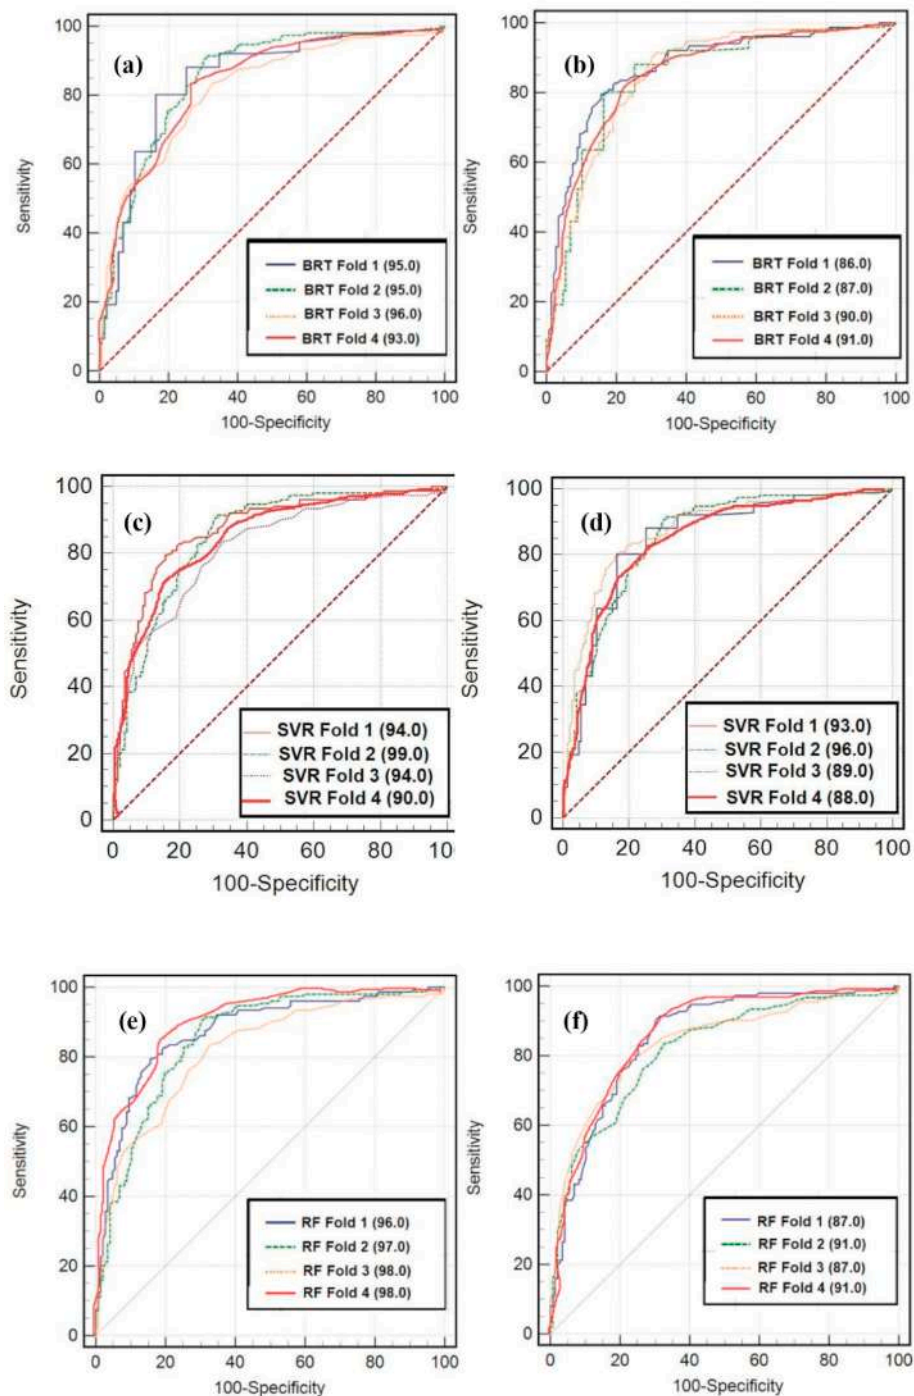 (a)
100
80
60
40
20
0
Sensitivity
BRT Fold 1 (95.0)
BRT Fold 2 (95.0)
BRT Fold 3 (96.0)
BRT Fold 4 (93.0)
0 20 40 60 80 100
100-Specificity
(b)
100
80
60
40
20
0
Sensitivity
BRT Fold 1 (86.0)
BRT Fold 2 (87.0)
BRT Fold 3 (90.0)
BRT Fold 4 (91.0)
0 20 40 60 80 100
100-Specificity
(c)
100
80
60
40
20
0
Sensitivity
SVR Fold 1 (94.0)
SVR Fold 2 (99.0)
SVR Fold 3 (94.0)
SVR Fold 4 (90.0)
0 20 40 60 80 10
100-Specificity
(d)
100
80
60
40
20
0
Sensitivity
SVR Fold 1 (93.0)
SVR Fold 2 (96.0)
SVR Fold 3 (89.0)
SVR Fold 4 (88.0)
0 20 40 60 80 100
100-Specificity
(e)
100
80
60
40
20
0
Sensitivity
RF Fold 1 (96.0)
RF Fold 2 (97.0)
RF Fold 3 (98.0)
RF Fold 4 (98.0)
0 20 40 60 80 100
100-Specificity
(f)
100
80
60
40
20
0
Sensitivity
RF Fold 1 (87.0)
RF Fold 2 (91.0)
RF Fold 3 (87.0)
RF Fold 4 (91.0)
0 20 40 60 80 100
100-Specificity